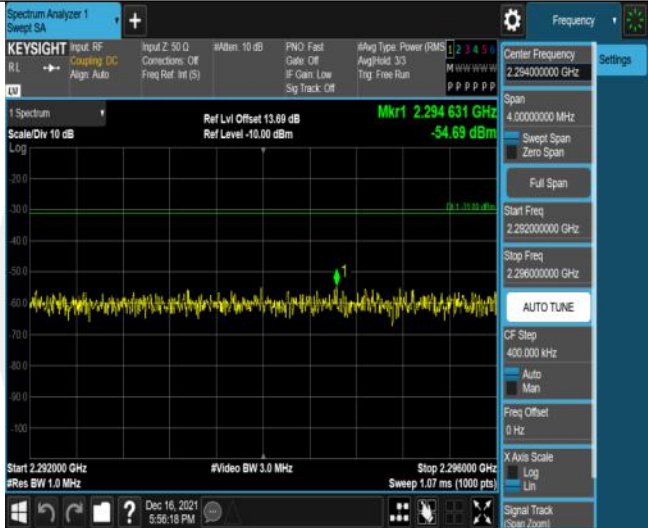 Spectrum Analyzer 1
Swept SA
+
Frequency
KEYSIGHT
Input: RF
Input Z: 50 Ω
#Atten: 10 dB
PNO: Fast
#Avg Type: Power (RMS
1 2 3 4 5 6
RL
Coupling: DC
Corrections: Off
Gate: Off
Avg|Hold: 3/3
M W W W W W
Align: Auto
Freq Ref: Int (S)
IF Gain: Low
Trig: Free Run
Sig Track: Off
P P P P P P
LV
1 Spectrum
Ref Lvl Offset 13.69 dB
Mkr1 2.294 631 GHz
Scale/Div 10 dB
Ref Level -10.00 dBm
-54.69 dBm
Log
-20.0
-30.0
-40.0
-50.0
1
-60.0
-70.0
-80.0
-90.0
-100
Start 2.292000 GHz
#Video BW 3.0 MHz
Stop 2.296000 GHz
#Res BW 1.0 MHz
Sweep 1.07 ms (1000 pts)
Dec 16, 2021
5:56:18 PM
?
Center Frequency
2.294000000 GHz
Settings
Span
4.00000000 MHz
Swept Span
Zero Span
Full Span
Start Freq
2.292000000 GHz
Stop Freq
2.296000000 GHz
AUTO TUNE
CF Step
400.000 kHz
Auto
Man
Freq Offset
0 Hz
X Axis Scale
Log
Lin
Signal Track
(Span Zoom)